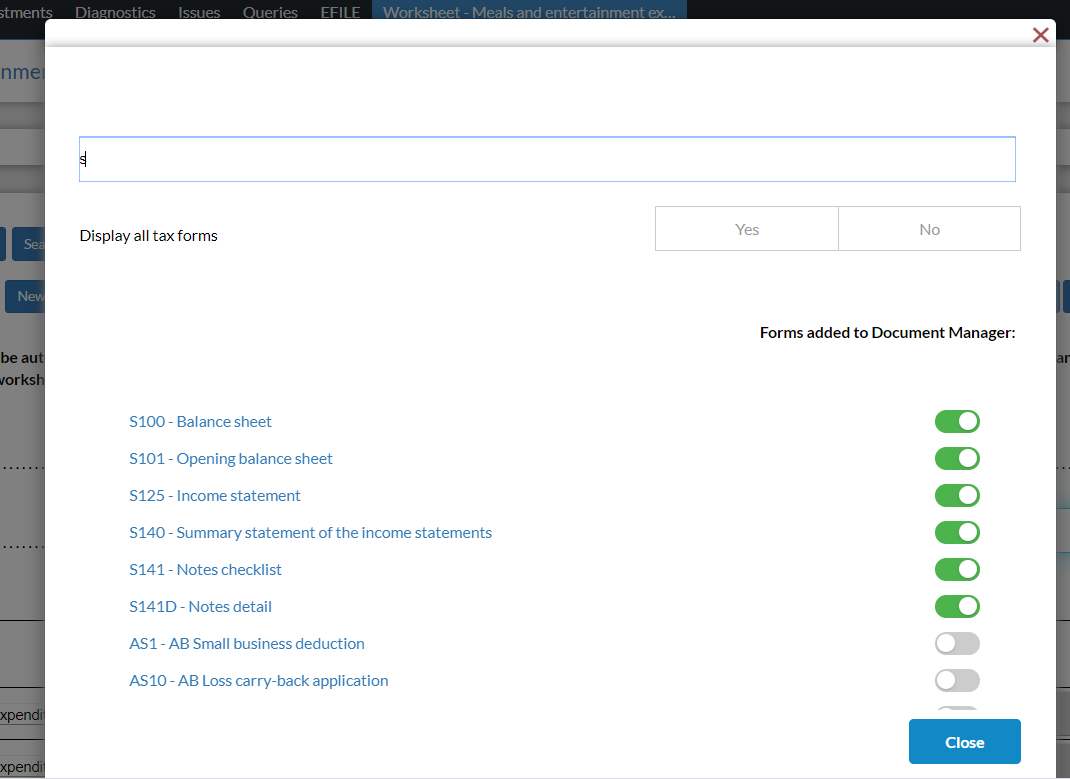 stments Diagnostics Issues Queries EFILE Worksheet - Meals and entertainment ex...
nmer
s
Display all tax forms Yes No
Sea
New
Forms added to Document Manager:
be aut
worksh
S100 - Balance sheet
S101 - Opening balance sheet
S125 - Income statement
S140 - Summary statement of the income statements
S141 - Notes checklist
S141D - Notes detail
AS1 - AB Small business deduction
AS10 - AB Loss carry-back application
xpendit
Close
xpendit